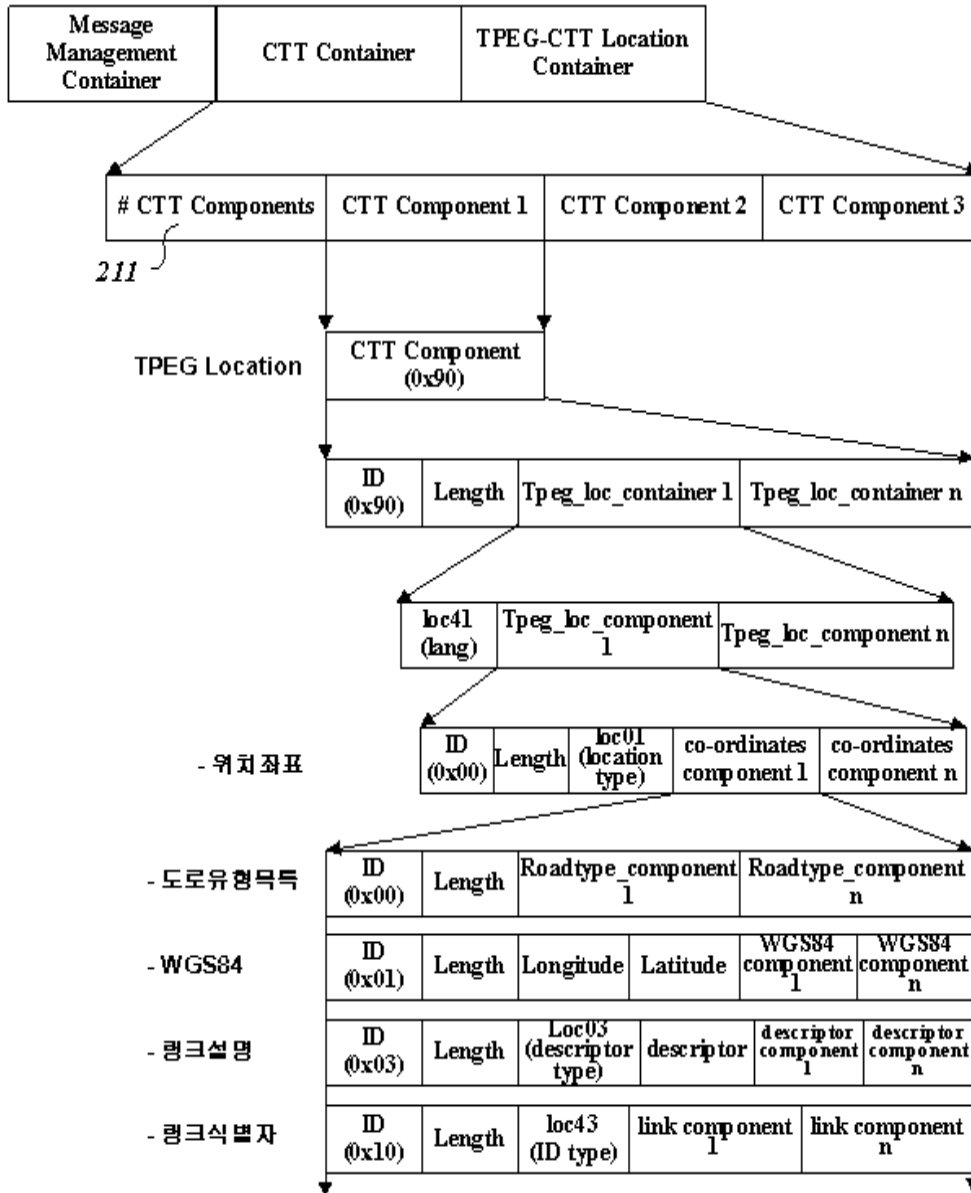 Message
Management
Container
CTT Container
TPEG-CTT Location
Container
# CTT Components
CTT Component 1
CTT Component 2
CTT Component 3
211
TPEG Location
CTT Component
(0x90)
ID
(0x90)
Length
Tpeg_loc_container 1
Tpeg_loc_container n
loc41
(lang)
Tpeg_loc_component
1
Tpeg_loc_component n
- 위치좌표
ID
(0x00)
Length
loc01
(location
type)
co-ordinates
component 1
co-ordinates
component n
- 도로유형목록
ID
(0x00)
Length
Roadtype_component
1
Roadtype_component
n
- WGS84
ID
(0x01)
Length
Longitude
Latitude
WGS84
component
1
WGS84
component
n
- 링크설명
ID
(0x03)
Length
Loc03
(descriptor
type)
descriptor
descriptor
component
1
descriptor
component
n
- 링크식별자
ID
(0x10)
Length
loc43
(ID type)
link component
1
link component
n